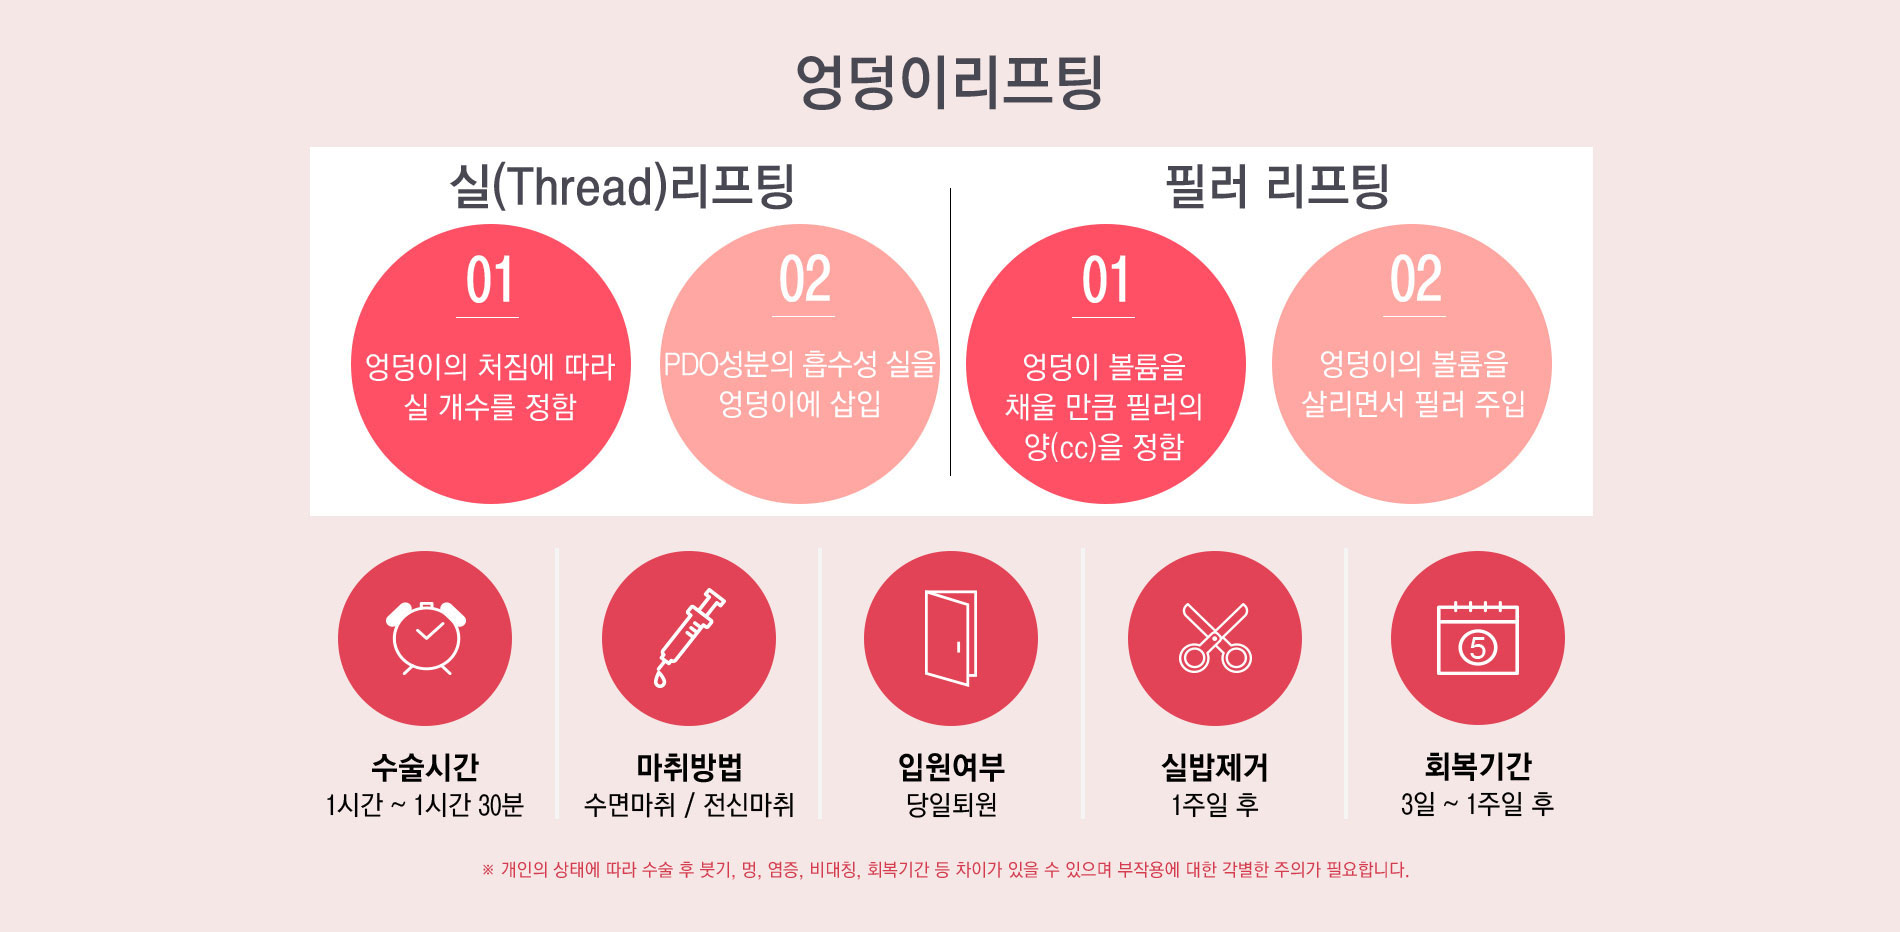 엉덩이리프팅
실(Thread)리프팅
01
엉덩이의 처짐에 따라
실 개수를 정함
02
PDO성분의 흡수성 실을
엉덩이에 삽입
필러 리프팅
01
엉덩이 볼륨을
채울 만큼 필러의
양(cc)을 정함
02
엉덩이의 볼륨을
살리면서 필러 주입
수술시간
1시간 ~ 1시간 30분
마취방법
수면마취 / 전신마취
입원여부
당일퇴원
실밥제거
1주일 후
5
회복기간
3일 ~ 1주일 후
※ 개인의 상태에 따라 수술 후 붓기, 멍, 염증, 비대칭, 회복기간 등 차이가 있을 수 있으며 부작용에 대한 각별한 주의가 필요합니다.